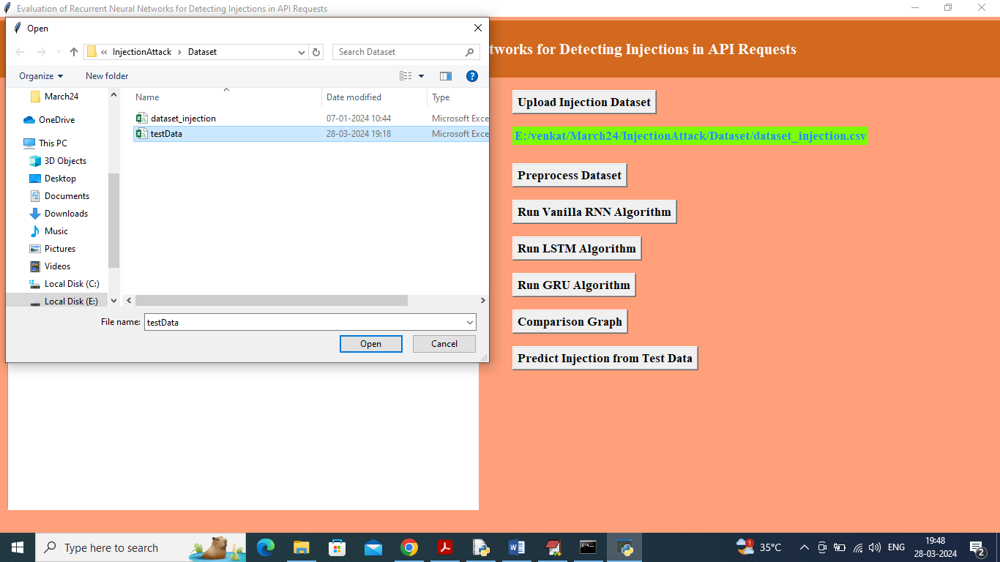 Evaluation of Recurrent Neural Networks for Detecting Injections in API Requests
Open
« InjectionAttack › Dataset
Search Dataset
tworks for Detecting Injections in API Requests
Organize
New folder
March24
OneDrive
This PC
3D Objects
Desktop
Documents
Downloads
Music
Pictures
Videos
Local Disk (C:)
Local Disk (E:)
Name Date modified Type
dataset_injection 07-01-2024 10:44 Microsoft Exce
testData 28-03-2024 19:18 Microsoft Exce
File name: testData
Open Cancel
Upload Injection Dataset
E:/venkat/March24/InjectionAttack/Dataset/dataset_injection.csv
Preprocess Dataset
Run Vanilla RNN Algorithm
Run LSTM Algorithm
Run GRU Algorithm
Comparison Graph
Predict Injection from Test Data
Type here to search
1
35°C
ENG
19:48
28-03-2024
2